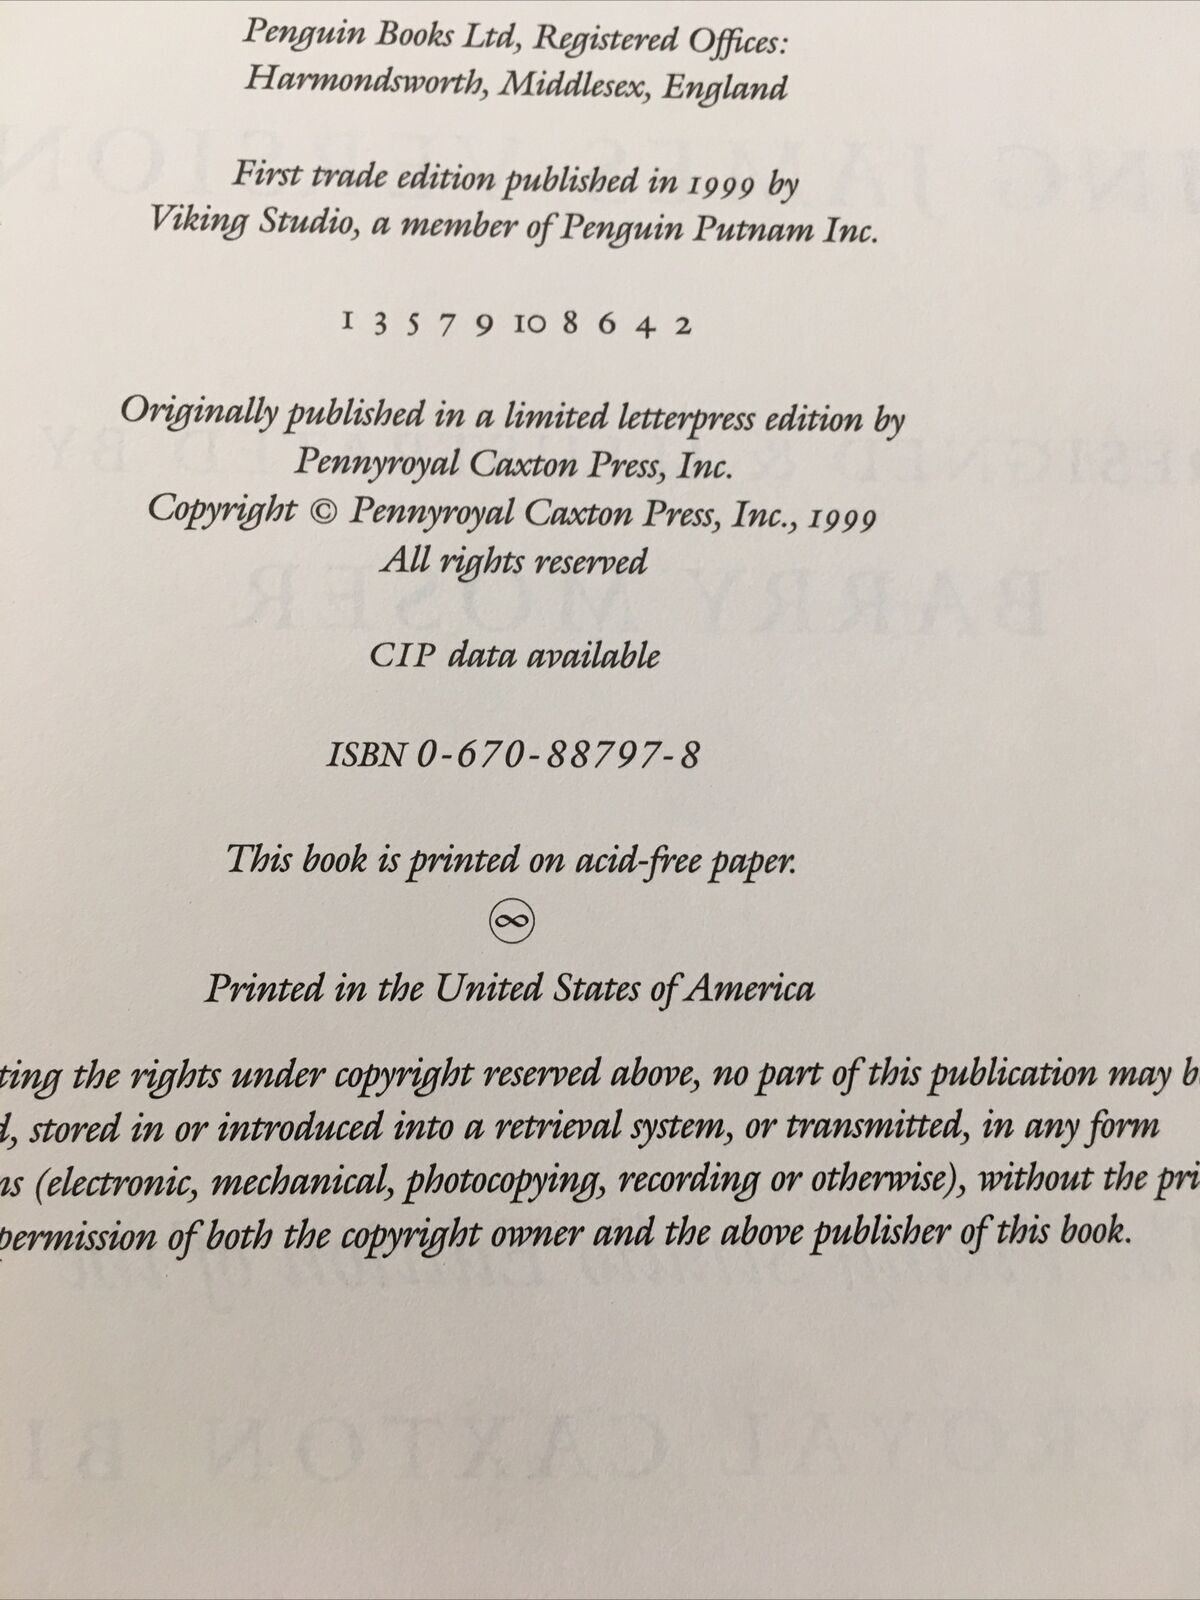 Penguin Books Ltd, Registered Offices:
Harmondsworth, Middlesex, England
First trade edition published in 1999 by
Viking Studio, a member of Penguin Putnam Inc.
1 3 5 7 9 10 8 6 4 2
Originally published in a limited letterpress edition by
Pennyroyal Caxton Press, Inc.
Copyright © Pennyroyal Caxton Press, Inc., 1999
All rights reserved
CIP data available
ISBN 0-670-88797-8
This book is printed on acid-free paper.
∞
Printed in the United States of America
ting the rights under copyright reserved above, no part of this publication may b
d, stored in or introduced into a retrieval system, or transmitted, in any form
ns (electronic, mechanical, photocopying, recording or otherwise), without the pri
permission of both the copyright owner and the above publisher of this book.